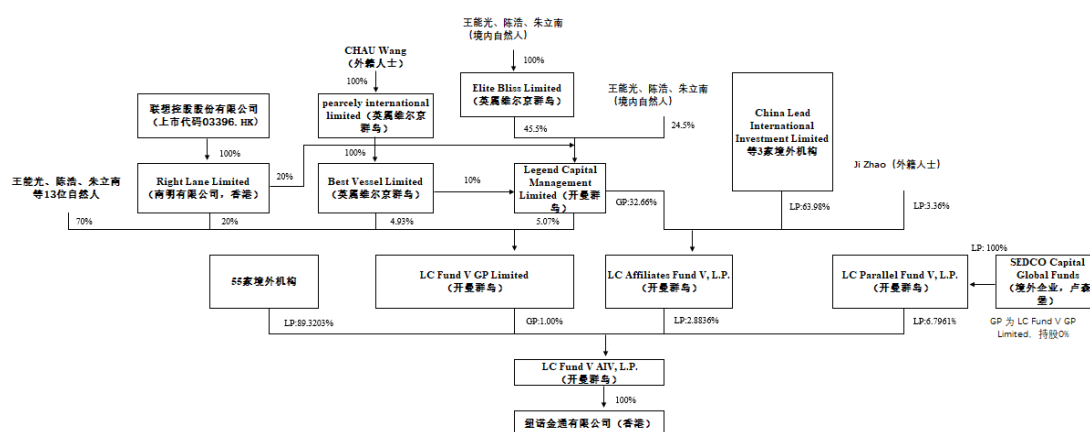 王能光、陈浩、朱立南
（境内自然人）
CHAU Wang
（外籍人士）
100%
100%
联想控股股份有限公司
（上市代码03396.HK）
pearcely international
limited（英属维尔京
群岛）
Elite Bliss Limited
（英属维尔京群岛）
王能光、陈浩、朱立南
（境内自然人）
China Lead
International
Investment Limited
等3家境外机构
45.5%
24.5%
100%
100%
王能光、陈浩、朱立南
等13位自然人
Right Lane Limited
（南明有限公司，香港）
20%
Best Vessel Limited
（英属维尔京群岛）
10%
Legend Capital
Management
Limited（开曼群
岛）
Ji Zhao（外籍人士）
GP:32.66%
LP:63.98%
LP:3.36%
70%
20%
4.93%
5.07%
55家境外机构
LC Fund V GP Limited
（开曼群岛）
LC Affiliates Fund V, L.P.
（开曼群岛）
LC Parallel Fund V, L.P.
（开曼群岛）
LP: 100%
SEDCO Capital
Global Funds
（境外企业，卢森
堡）
LP:89.3203%
GP:1.00%
LP:2.8836%
LP:6.7961%
GP 为 LC Fund V GP
Limited，持股0%
LC Fund V AIV, L.P.
（开曼群岛）
100%
纽诺金通有限公司（香港）